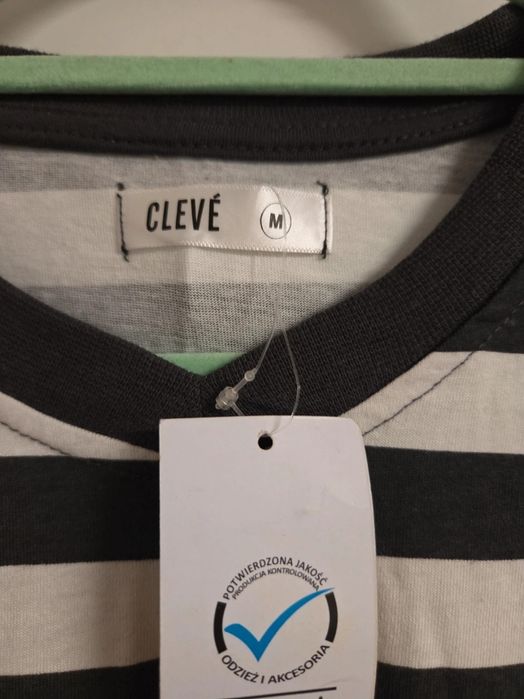 CLEVÉ M
POTWIERDZONA JAKOŚĆ
PRODUKCJA KONTROLOWANA
ODZIEŻ I AKCESORIA